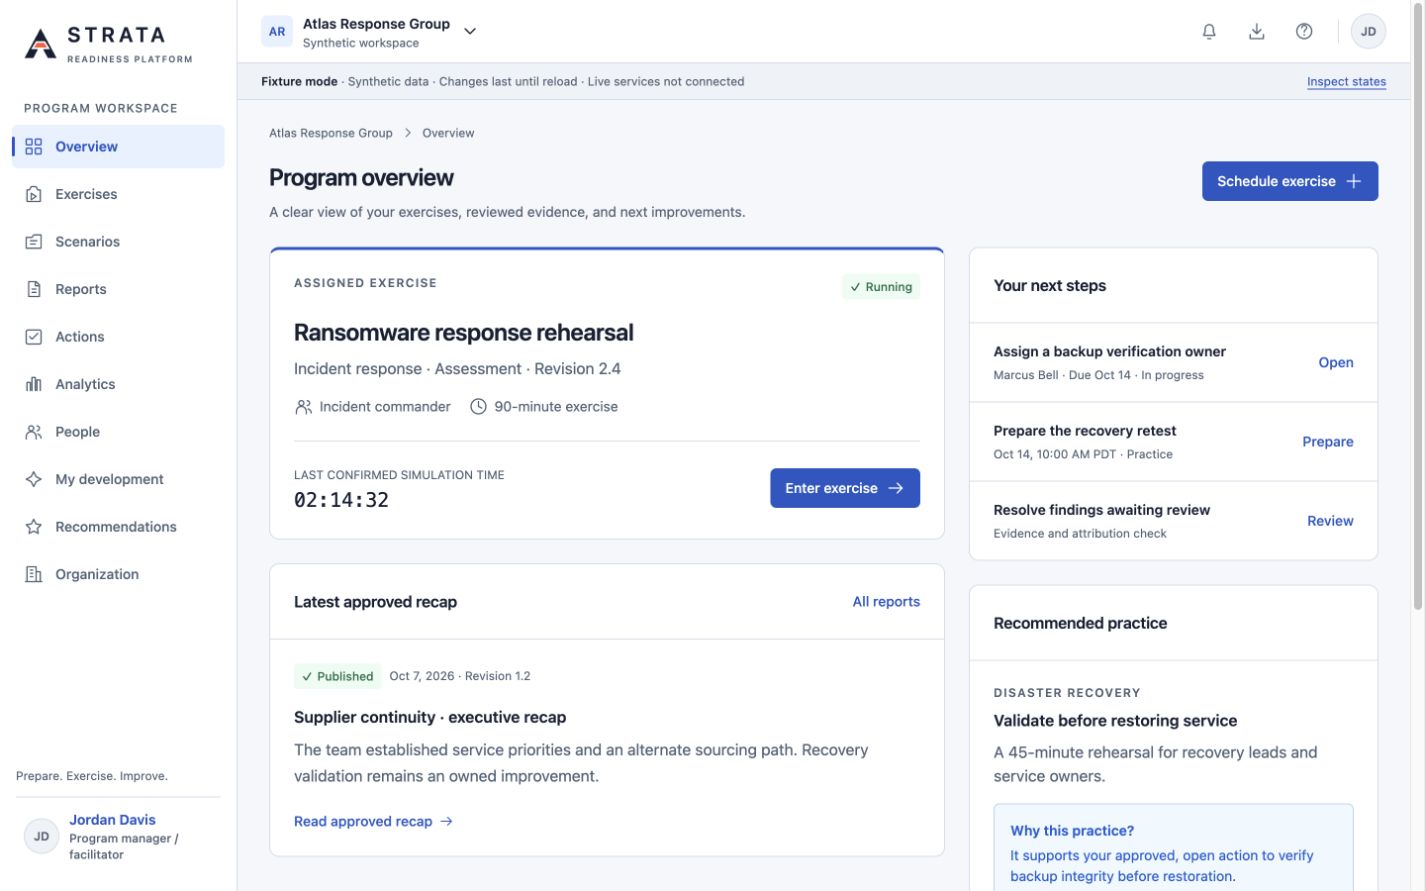 STRATA
READINESS PLATFORM
PROGRAM WORKSPACE
Overview
Exercises
Scenarios
Reports
Actions
Analytics
People
My development
Recommendations
Organization
Prepare. Exercise. Improve.
JD
Jordan Davis
Program manager /
facilitator
AR
Atlas Response Group
Synthetic workspace
JD
Fixture mode · Synthetic data · Changes last until reload · Live services not connected
Inspect states
Atlas Response Group > Overview
Program overview
A clear view of your exercises, reviewed evidence, and next improvements.
Schedule exercise
ASSIGNED EXERCISE
Running
Ransomware response rehearsal
Incident response · Assessment · Revision 2.4
Incident commander
90-minute exercise
LAST CONFIRMED SIMULATION TIME
02:14:32
Enter exercise
Latest approved recap
All reports
Published
Oct 7, 2026 · Revision 1.2
Supplier continuity · executive recap
The team established service priorities and an alternate sourcing path. Recovery
validation remains an owned improvement.
Read approved recap
Your next steps
Assign a backup verification owner
Marcus Bell · Due Oct 14 · In progress
Open
Prepare the recovery retest
Oct 14, 10:00 AM PDT · Practice
Prepare
Resolve findings awaiting review
Evidence and attribution check
Review
Recommended practice
DISASTER RECOVERY
Validate before restoring service
A 45-minute rehearsal for recovery leads and
service owners.
Why this practice?
It supports your approved, open action to verify
backup integrity before restoration.